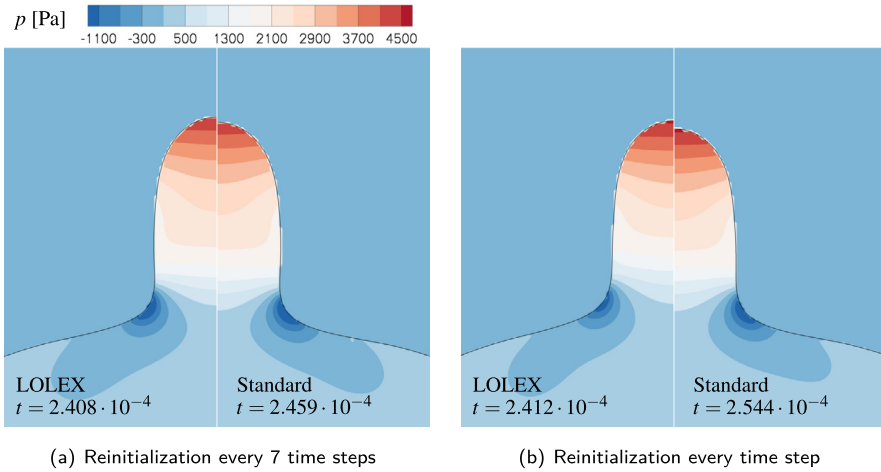 p [Pa]
-1100 -300 500 1300 2100 2900 3700 4500
LOLEX
t = 2.408 · 10⁻⁴
Standard
t = 2.459 · 10⁻⁴
LOLEX
t = 2.412 · 10⁻⁴
Standard
t = 2.544 · 10⁻⁴
(a) Reinitialization every 7 time steps
(b) Reinitialization every time step